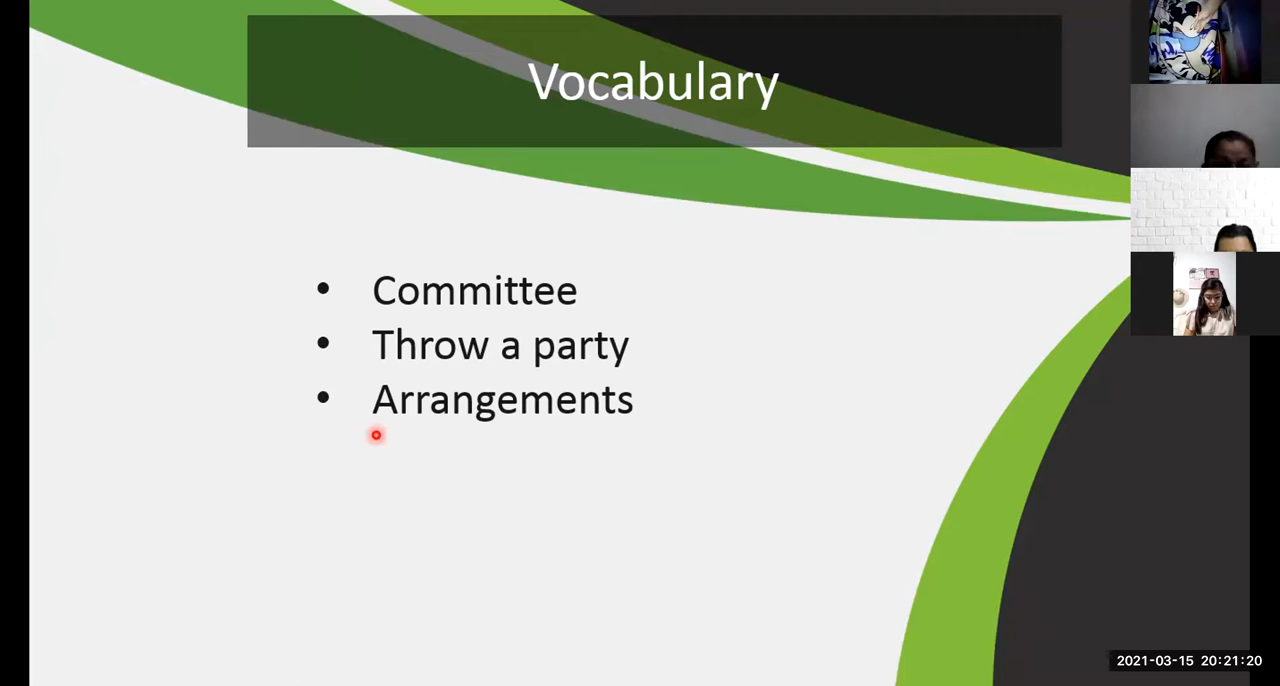 Vocabulary
• Committee
• Throw a party
• Arrangements
2021-03-15 20:21:20